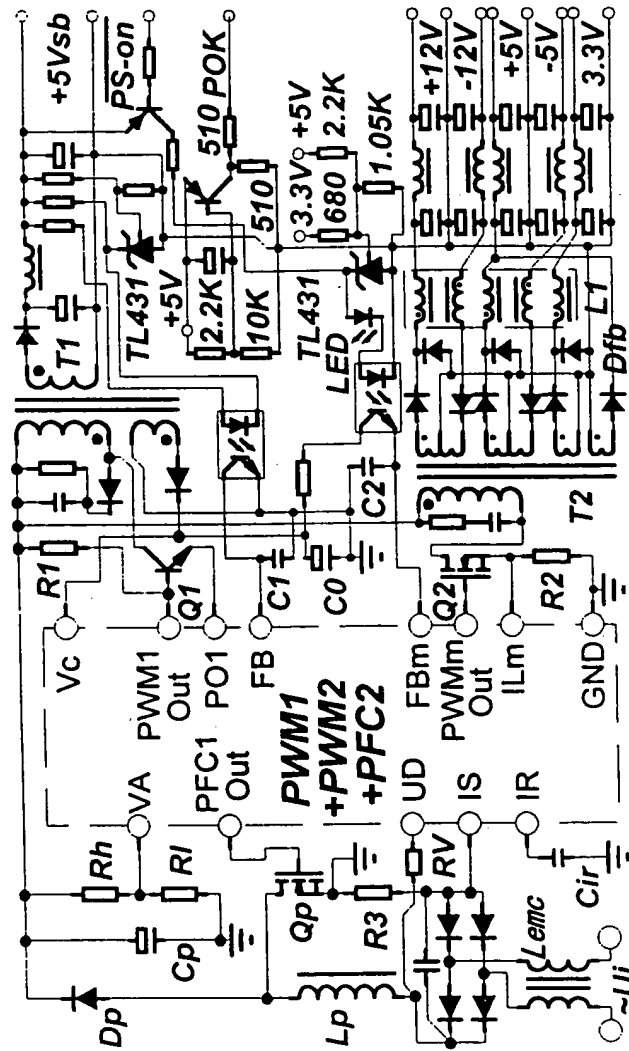 +5Vsb
PS-on
510 POK
T1
TL431
+5V
2.2K
10K
510
3.3V
+5V
680
2.2K
1.05K
TL431
LED
+12V
-12V
+5V
-5V
3.3V
L1
Dfb
T2
R1
Q1
C1
C0
C2
Q2
R2
Vc
PWM1
Out
PO1
FB
FBm
PWMm
Out
ILm
GND
PWM1
+PWM2
+PFC2
VA
PFC1
Out
UD
IS
IR
Rh
Rl
Cp
Dp
Qp
R3
Lp
RV
Cir
Lemc
~Ui